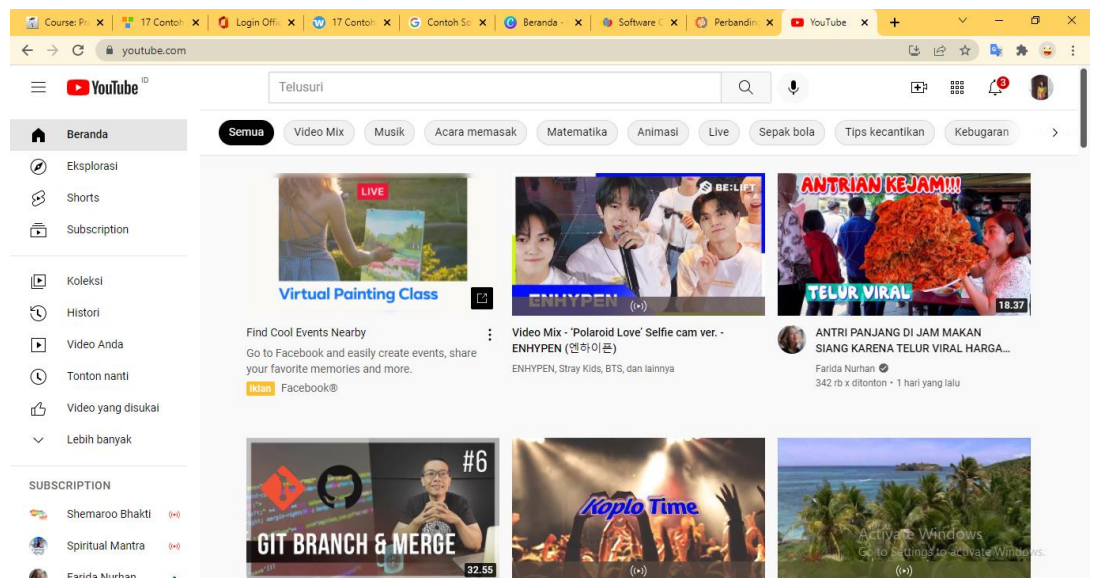 Course: Pr
17 Contoh
Login Offic
17 Contoh
Contoh So
Beranda -
Software C
Perbandin
YouTube
youtube.com
YouTube ID
Telusuri
3
Beranda
Eksplorasi
Shorts
Subscription
Koleksi
Histori
Video Anda
Tonton nanti
Video yang disukai
Lebih banyak
SUBSCRIPTION
Shemaroo Bhakti
Spiritual Mantra
Farida Nurhan
Semua
Video Mix
Musik
Acara memasak
Matematika
Animasi
Live
Sepak bola
Tips kecantikan
Kebugaran
LIVE
Virtual Painting Class
Find Cool Events Nearby
Go to Facebook and easily create events, share
your favorite memories and more.
Iklan Facebook®
BE:LIFT
ENHYPEN
Video Mix - 'Polaroid Love' Selfie cam ver. -
ENHYPEN (엔하이픈)
ENHYPEN, Stray Kids, BTS, dan lainnya
ANTRIAN KEJAM!!!
TELUR VIRAL
18.37
ANTRI PANJANG DI JAM MAKAN
SIANG KARENA TELUR VIRAL HARGA...
Farida Nurhan
342 rb x ditonton • 1 hari yang lalu
#6
GIT BRANCH & MERGE
32.55
Koplo Time
Activate Windows
Go to Settings to activate Windows.